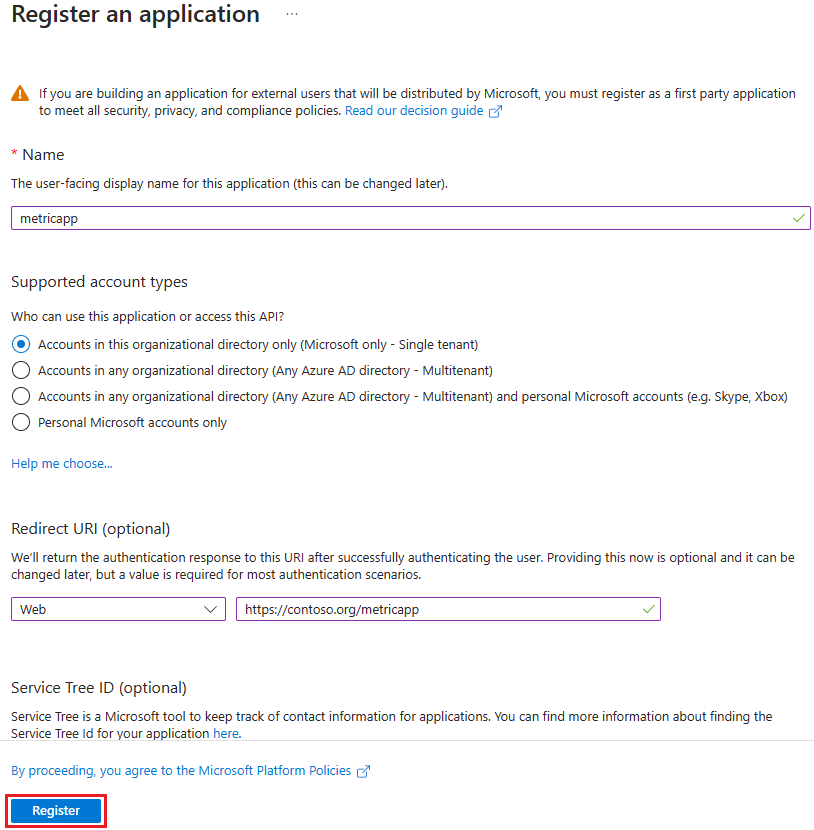 Register an application ...
If you are building an application for external users that will be distributed by Microsoft, you must register as a first party application
to meet all security, privacy, and compliance policies. Read our decision guide
* Name
The user-facing display name for this application (this can be changed later).
metricapp
Supported account types
Who can use this application or access this API?
Accounts in this organizational directory only (Microsoft only - Single tenant)
Accounts in any organizational directory (Any Azure AD directory - Multitenant)
Accounts in any organizational directory (Any Azure AD directory - Multitenant) and personal Microsoft accounts (e.g. Skype, Xbox)
Personal Microsoft accounts only
Help me choose...
Redirect URI (optional)
We'll return the authentication response to this URI after successfully authenticating the user. Providing this now is optional and it can be
changed later, but a value is required for most authentication scenarios.
Web https://contoso.org/metricapp
Service Tree ID (optional)
Service Tree is a Microsoft tool to keep track of contact information for applications. You can find more information about finding the
Service Tree Id for your application here.
By proceeding, you agree to the Microsoft Platform Policies
Register